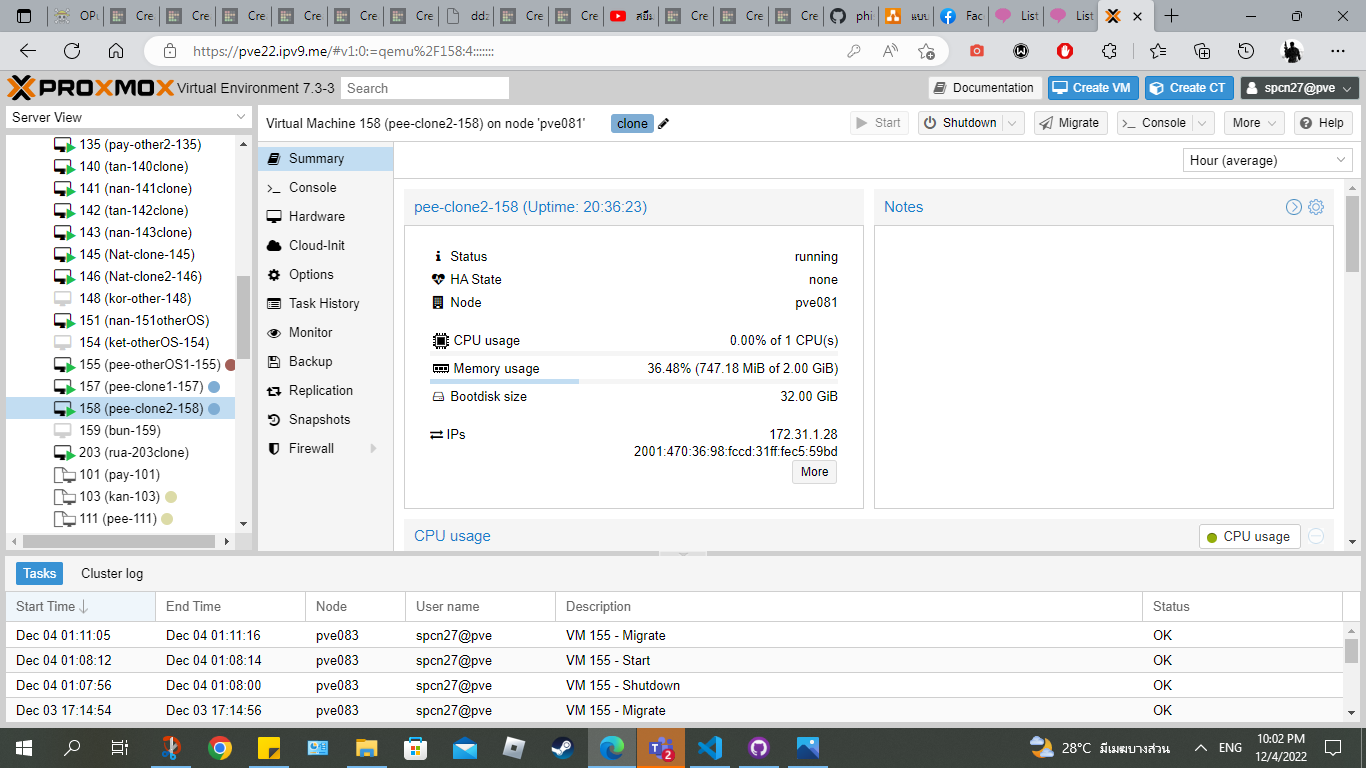 OPt
Cre
Cre
Cre
Cre
Cre
Cre
ddz
Cre
Cre
สยีม
Cre
Cre
Cre
phi
แบบ
Fac
List
List
https://pve22.ipv9.me/#v1:0:=qemu%2F158:4:::::::
PROXMOX Virtual Environment 7.3-3
Search
Documentation
Create VM
Create CT
spcn27@pve
Server View
Virtual Machine 158 (pee-clone2-158) on node 'pve081'
clone
Start
Shutdown
Migrate
Console
More
Help
135 (pay-other2-135)
140 (tan-140clone)
141 (nan-141clone)
142 (tan-142clone)
143 (nan-143clone)
145 (Nat-clone-145)
146 (Nat-clone2-146)
148 (kor-other-148)
151 (nan-151otherOS)
154 (ket-otherOS-154)
155 (pee-otherOS1-155)
157 (pee-clone1-157)
158 (pee-clone2-158)
159 (bun-159)
203 (rua-203clone)
101 (pay-101)
103 (kan-103)
111 (pee-111)
Summary
Console
Hardware
Cloud-Init
Options
Task History
Monitor
Backup
Replication
Snapshots
Firewall
Hour (average)
pee-clone2-158 (Uptime: 20:36:23)
Status running
HA State none
Node pve081
CPU usage 0.00% of 1 CPU(s)
Memory usage 36.48% (747.18 MiB of 2.00 GiB)
Bootdisk size 32.00 GiB
IPs 172.31.1.28
2001:470:36:98:fccd:31ff:fec5:59bd
More
Notes
CPU usage
CPU usage
Tasks
Cluster log
Start Time End Time Node User name Description Status
Dec 04 01:11:05 Dec 04 01:11:16 pve083 spcn27@pve VM 155 - Migrate OK
Dec 04 01:08:12 Dec 04 01:08:14 pve083 spcn27@pve VM 155 - Start OK
Dec 04 01:07:56 Dec 04 01:08:00 pve083 spcn27@pve VM 155 - Shutdown OK
Dec 03 17:14:54 Dec 03 17:14:56 pve083 spcn27@pve VM 155 - Migrate OK
2
28°C มีเมฆบางส่วน
ENG
10:02 PM
12/4/2022